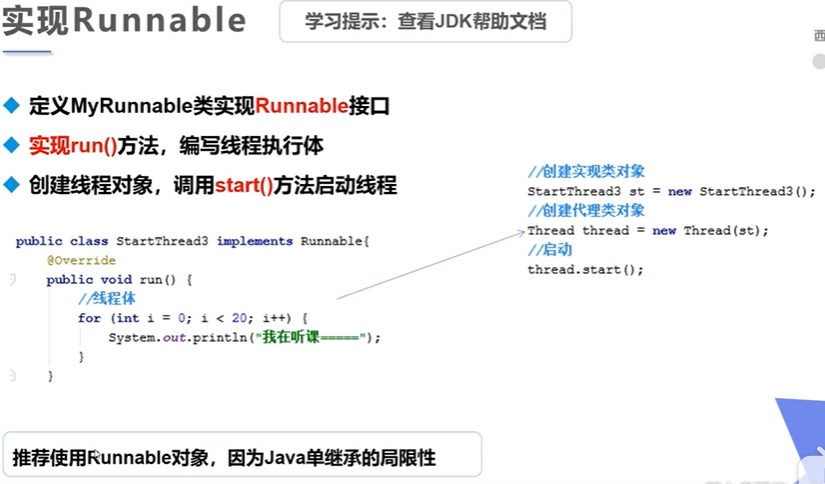 实现Runnable
学习提示：查看JDK帮助文档
西
定义MyRunnable类实现Runnable接口
实现run()方法，编写线程执行体
创建线程对象，调用start()方法启动线程
public class StartThread3 implements Runnable{
@Override
public void run() {
//线程体
for (int i = 0; i < 20; i++) {
System.out.println("我在听课=====");
}
}
//创建实现类对象
StartThread3 st = new StartThread3();
//创建代理类对象
Thread thread = new Thread(st);
//启动
thread.start();
推荐使用Runnable对象，因为Java单继承的局限性